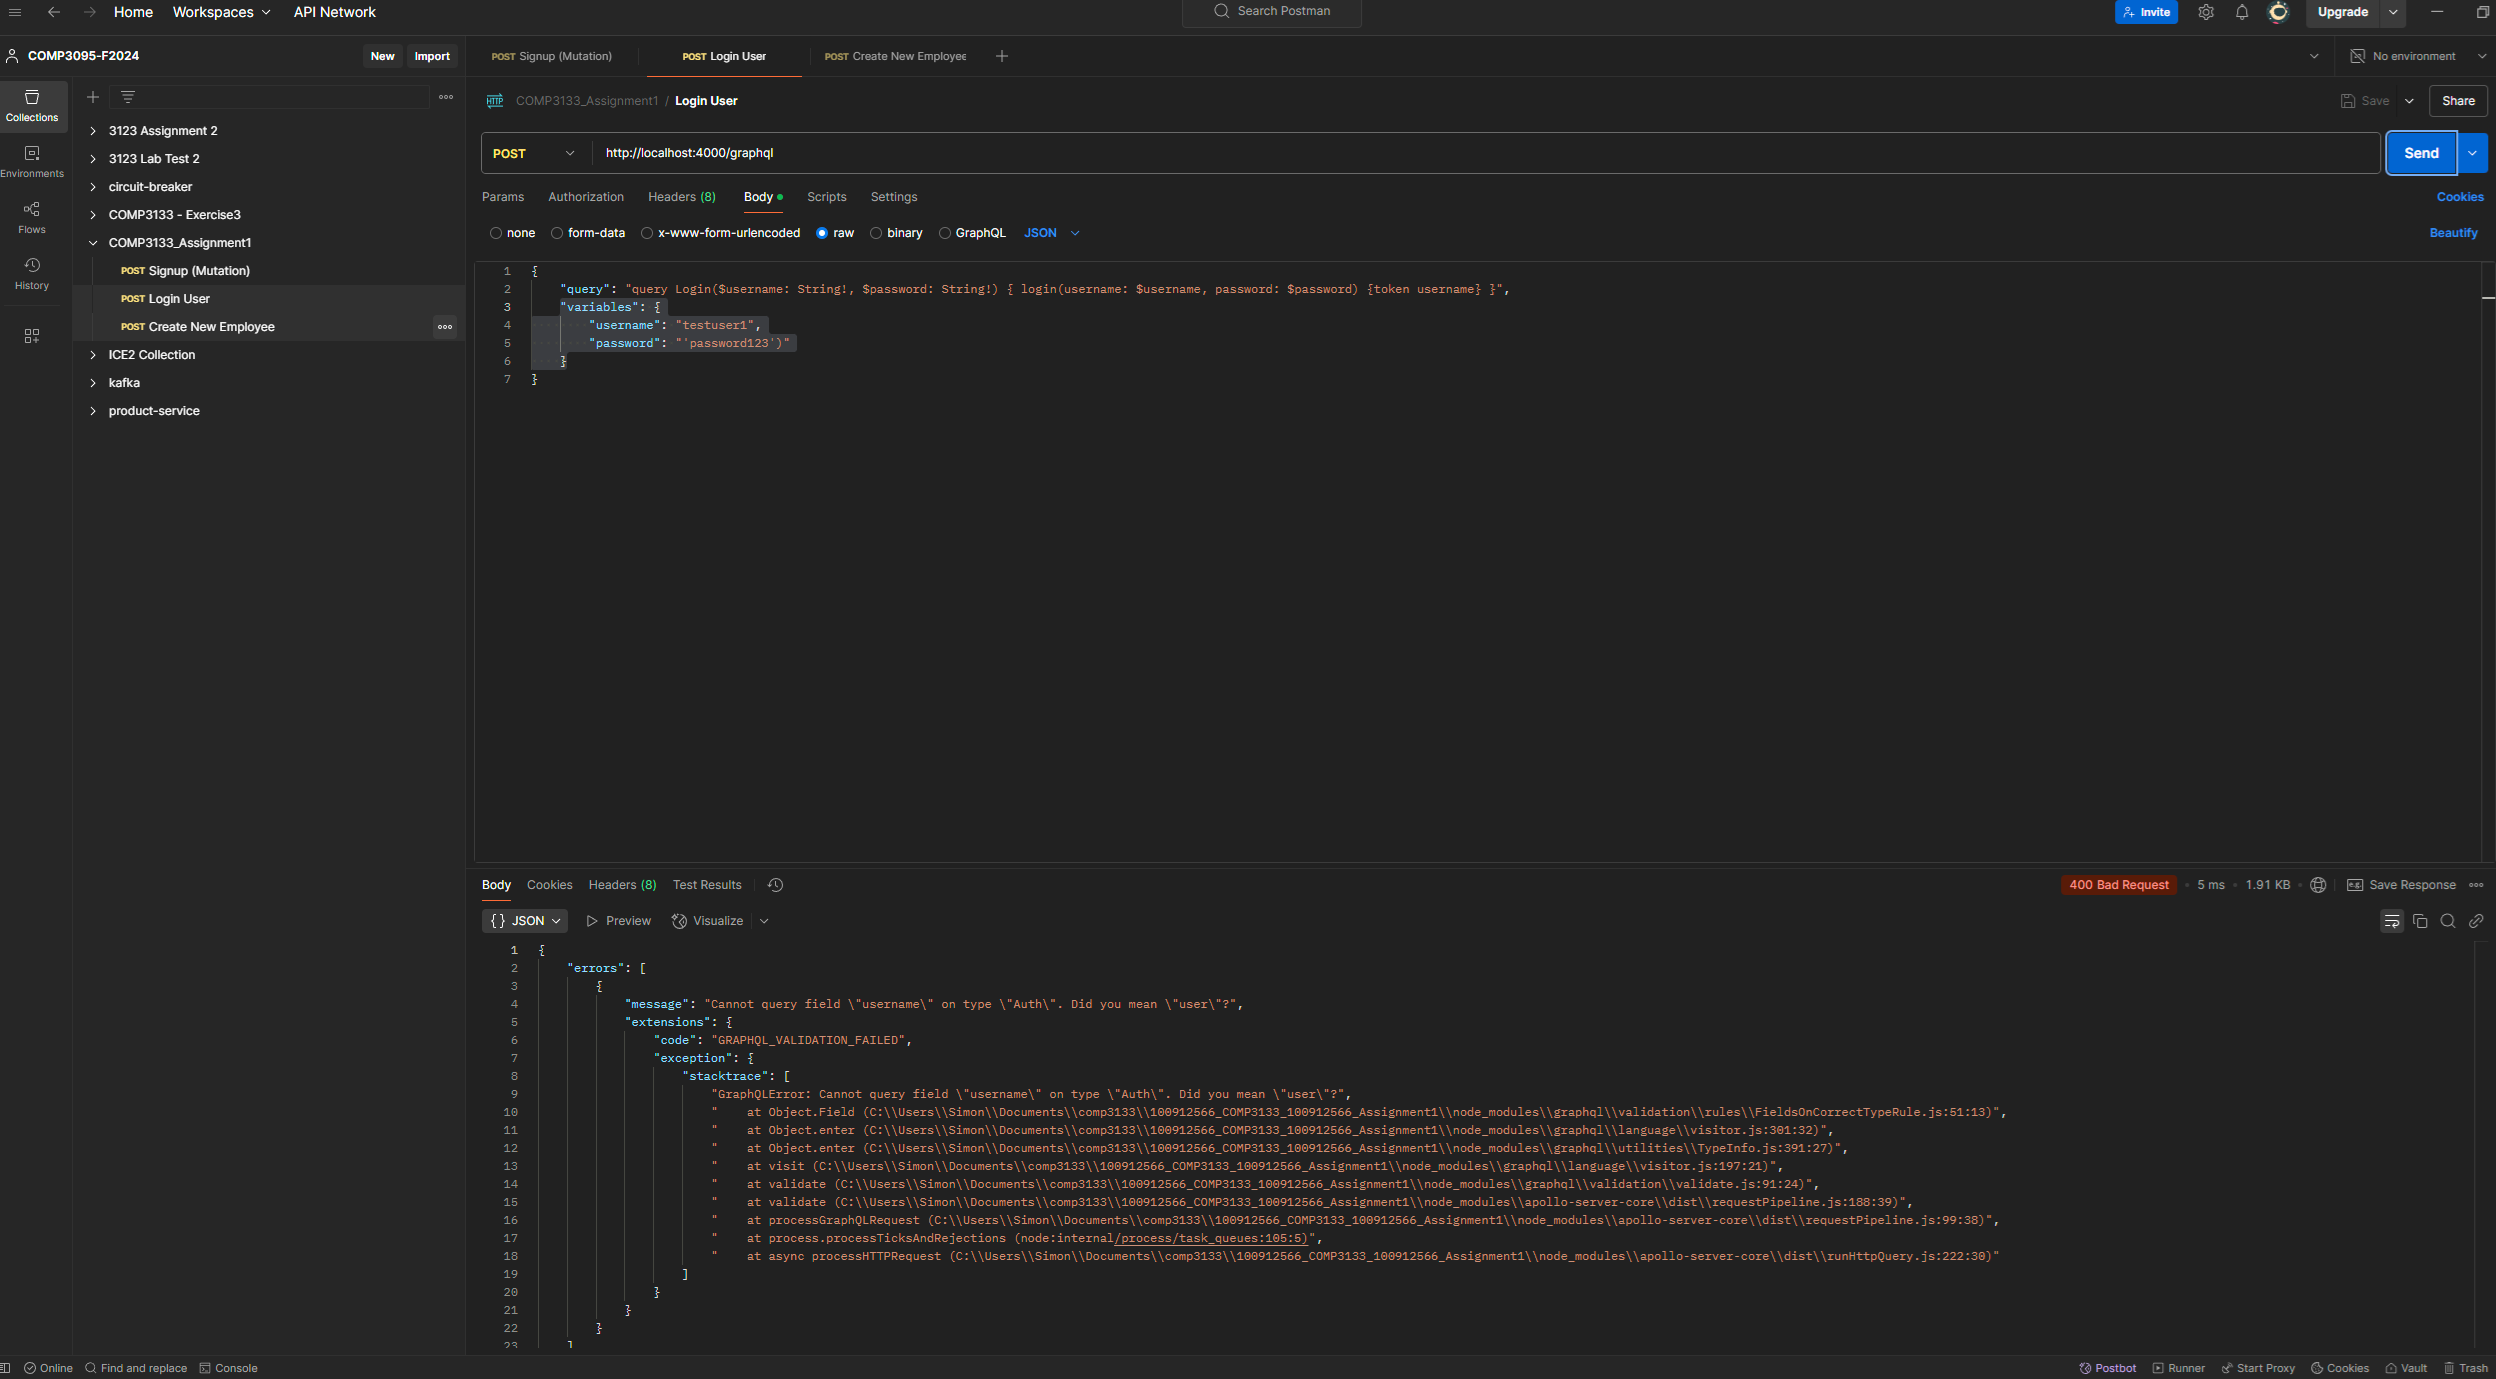 Home Workspaces API Network Search Postman Invite Upgrade
COMP3095-F2024 New Import POST Signup (Mutation) POST Login User POST Create New Employee No environment
Collections
Environments
Flows
History
3123 Assignment 2
3123 Lab Test 2
circuit-breaker
COMP3133 - Exercise3
COMP3133_Assignment1
POST Signup (Mutation)
POST Login User
POST Create New Employee
ICE2 Collection
kafka
product-service
HTTP COMP3133_Assignment1 / Login User Save Share
POST http://localhost:4000/graphql Send
Params Authorization Headers (8) Body Scripts Settings Cookies
none form-data x-www-form-urlencoded raw binary GraphQL JSON Beautify
1 {
2 "query": "query Login($username: String!, $password: String!) { login(username: $username, password: $password) {token username} }",
3 "variables": {
4 "username": "testuser1",
5 "password": "'password123')"
6 }
7 }
Body Cookies Headers (8) Test Results 400 Bad Request 5 ms 1.91 KB Save Response
{} JSON Preview Visualize
1 {
2 "errors": [
3 {
4 "message": "Cannot query field \"username\" on type \"Auth\". Did you mean \"user\"?",
5 "extensions": {
6 "code": "GRAPHQL_VALIDATION_FAILED",
7 "exception": {
8 "stacktrace": [
9 "GraphQLError: Cannot query field \"username\" on type \"Auth\". Did you mean \"user\"?",
10 "    at Object.Field (C:\\Users\\Simon\\Documents\\comp3133\\100912566_COMP3133_100912566_Assignment1\\node_modules\\graphql\\validation\\rules\\FieldsOnCorrectTypeRule.js:51:13)",
11 "    at Object.enter (C:\\Users\\Simon\\Documents\\comp3133\\100912566_COMP3133_100912566_Assignment1\\node_modules\\graphql\\language\\visitor.js:301:32)",
12 "    at Object.enter (C:\\Users\\Simon\\Documents\\comp3133\\100912566_COMP3133_100912566_Assignment1\\node_modules\\graphql\\utilities\\TypeInfo.js:391:27)",
13 "    at visit (C:\\Users\\Simon\\Documents\\comp3133\\100912566_COMP3133_100912566_Assignment1\\node_modules\\graphql\\language\\visitor.js:197:21)",
14 "    at validate (C:\\Users\\Simon\\Documents\\comp3133\\100912566_COMP3133_100912566_Assignment1\\node_modules\\graphql\\validation\\validate.js:91:24)",
15 "    at validate (C:\\Users\\Simon\\Documents\\comp3133\\100912566_COMP3133_100912566_Assignment1\\node_modules\\apollo-server-core\\dist\\requestPipeline.js:188:39)",
16 "    at processGraphQLRequest (C:\\Users\\Simon\\Documents\\comp3133\\100912566_COMP3133_100912566_Assignment1\\node_modules\\apollo-server-core\\dist\\requestPipeline.js:99:38)",
17 "    at process.processTicksAndRejections (node:internal/process/task_queues:105:5)",
18 "    at async processHTTPRequest (C:\\Users\\Simon\\Documents\\comp3133\\100912566_COMP3133_100912566_Assignment1\\node_modules\\apollo-server-core\\dist\\runHttpQuery.js:222:30)"
19 ]
20 }
21 }
22 }
23 ]
Online Find and replace Console Postbot Runner Start Proxy Cookies Vault Trash